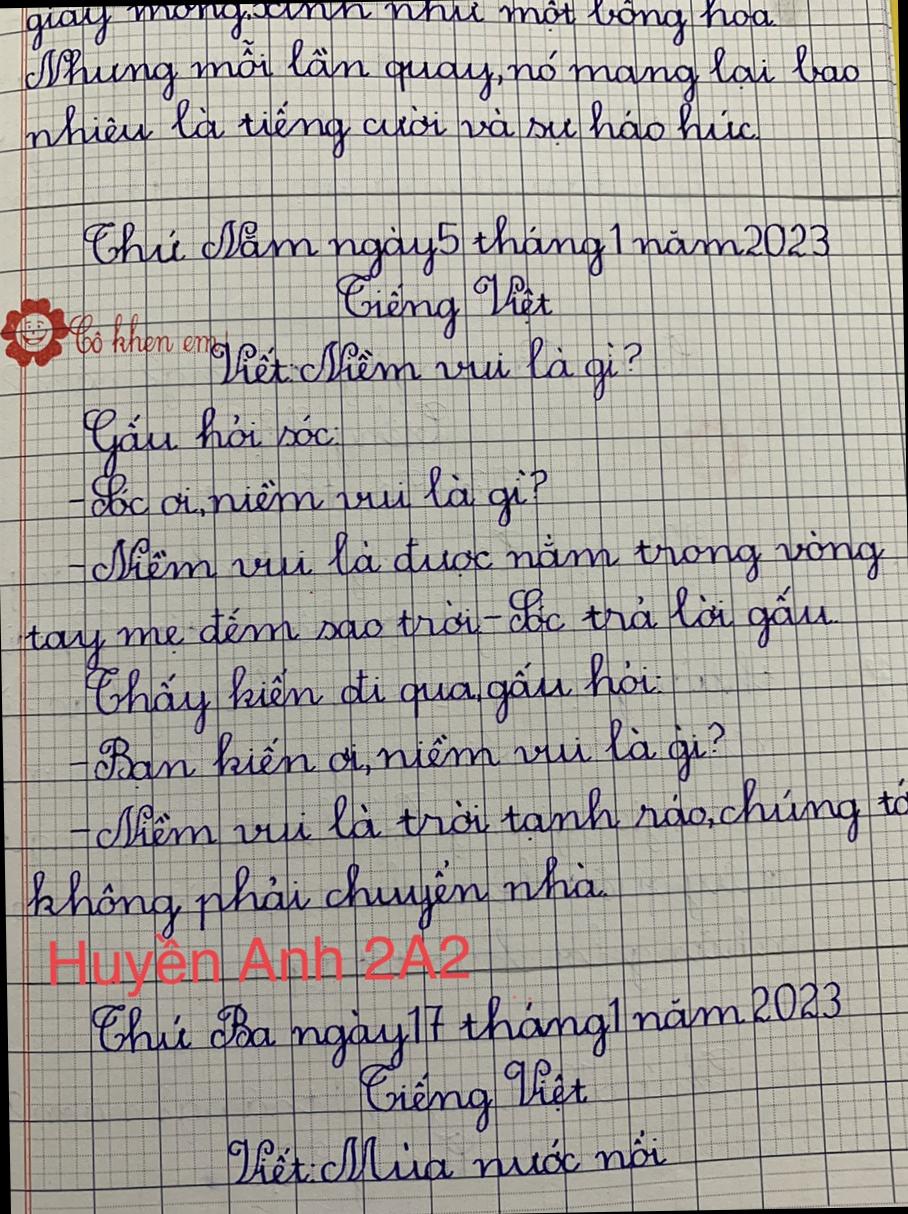 giấy mỏng.xinh như một bông hoa.
Nhưng mỗi lần quay, nó mang lại bao
nhiêu là tiếng cười và sự háo hức.
Thứ Năm ngày 5 tháng 1 năm 2023
Tiếng Việt
Cô khen em
Viết: Niềm vui là gì?
Gấu hỏi sóc:
- Sóc ơi, niềm vui là gì?
- Niềm vui là được nằm trong vòng
tay mẹ đếm sao trời - Sóc trả lời gấu.
Thấy kiến đi qua, gấu hỏi:
- Bạn kiến ơi, niềm vui là gì?
- Niềm vui là trời tạnh ráo, chúng tớ
không phải chuyển nhà.
Huyền Anh 2A2
Thứ Ba ngày 17 tháng 1 năm 2023
Tiếng Việt
Viết: Mùa nước nổi